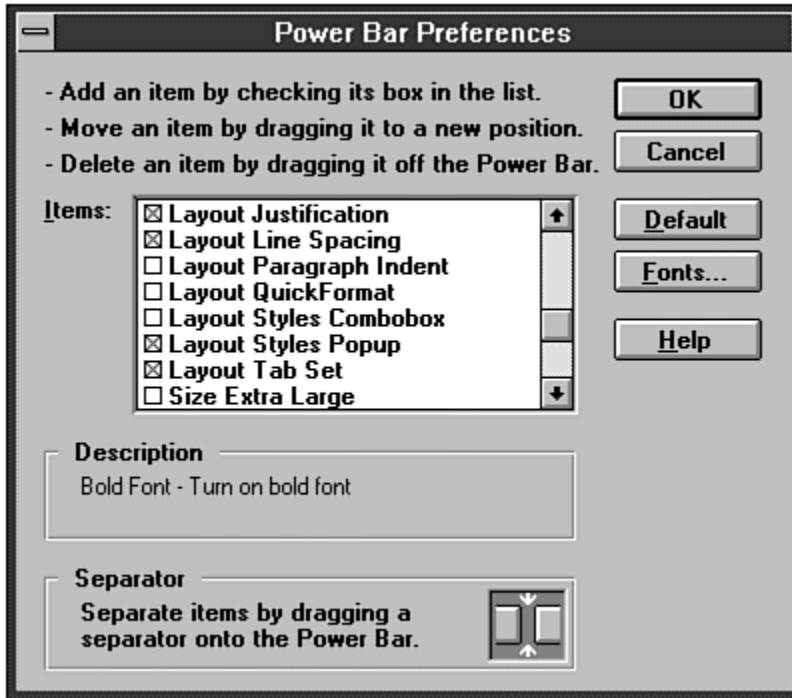 Power Bar Preferences
- Add an item by checking its box in the list.
- Move an item by dragging it to a new position.
- Delete an item by dragging it off the Power Bar.
OK
Cancel
Items:
Layout Justification
Layout Line Spacing
Layout Paragraph Indent
Layout QuickFormat
Layout Styles Combobox
Layout Styles Popup
Layout Tab Set
Size Extra Large
Default
Fonts...
Help
Description
Bold Font - Turn on bold font
Separator
Separate items by dragging a
separator onto the Power Bar.